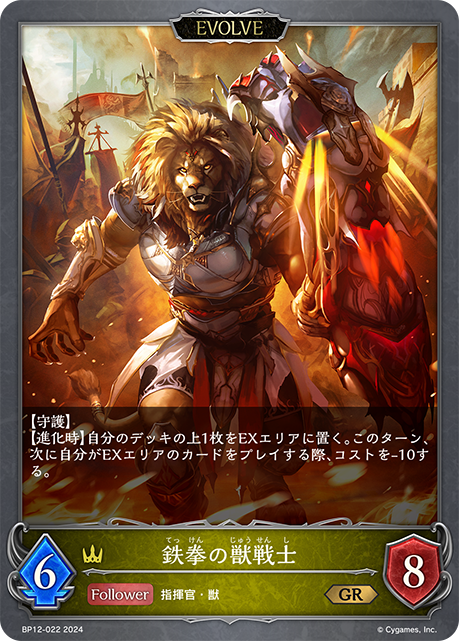 EVOLVE
【守護】
【進化時】自分のデッキの上1枚をEXエリアに置く。このターン、
次に自分がEXエリアのカードをプレイする際、コストを-10す
る。
てっけん じゅうせんし
鉄拳の獣戦士
6
8
Follower 指揮官・獣 GR
BP12-022 2024 © Cygames, Inc.